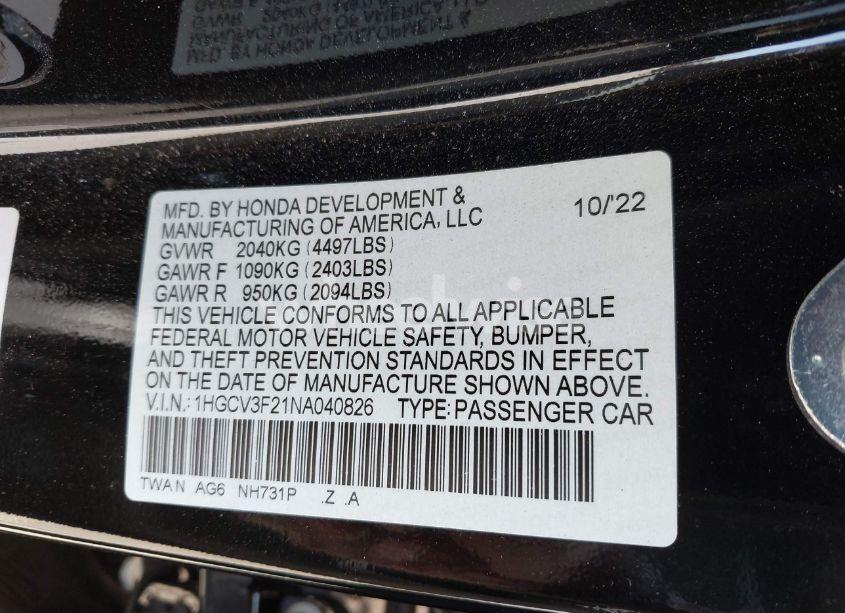 MFD. BY HONDA DEVELOPMENT &
MANUFACTURING OF AMERICA, LLC 10/'22
GVWR 2040KG (4497LBS)
GAWR F 1090KG (2403LBS)
GAWR R 950KG (2094LBS)
THIS VEHICLE CONFORMS TO ALL APPLICABLE
FEDERAL MOTOR VEHICLE SAFETY, BUMPER,
AND THEFT PREVENTION STANDARDS IN EFFECT
ON THE DATE OF MANUFACTURE SHOWN ABOVE.
V.I.N.: 1HGCV3F21NA040826 TYPE: PASSENGER CAR
TWA N AG6 NH731P .Z .A